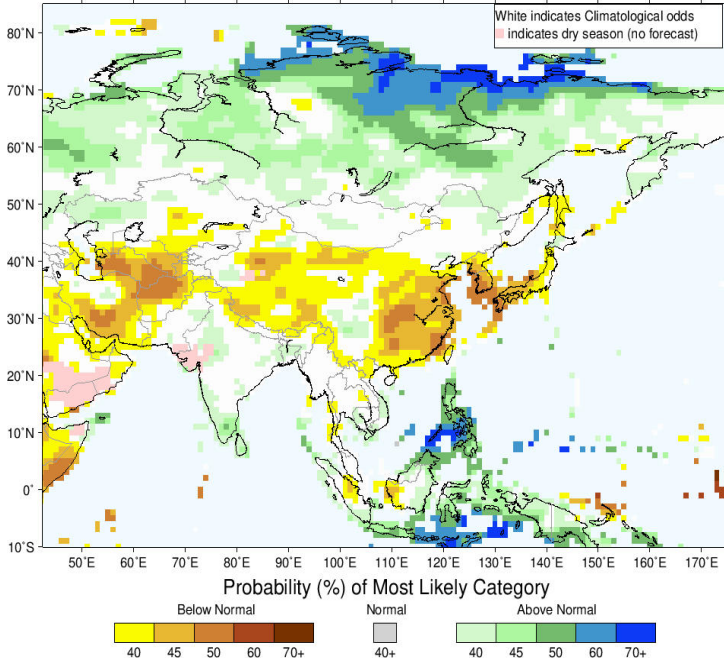 White indicates Climatological odds
indicates dry season (no forecast)
80˚N
70˚N
60˚N
50˚N
40˚N
30˚N
20˚N
10˚N
0˚
10˚S
50˚E 60˚E 70˚E 80˚E 90˚E 100˚E 110˚E 120˚E 130˚E 140˚E 150˚E 160˚E 170˚E
Probability (%) of Most Likely Category
Below Normal Normal Above Normal
40 45 50 60 70+ 40+ 40 45 50 60 70+